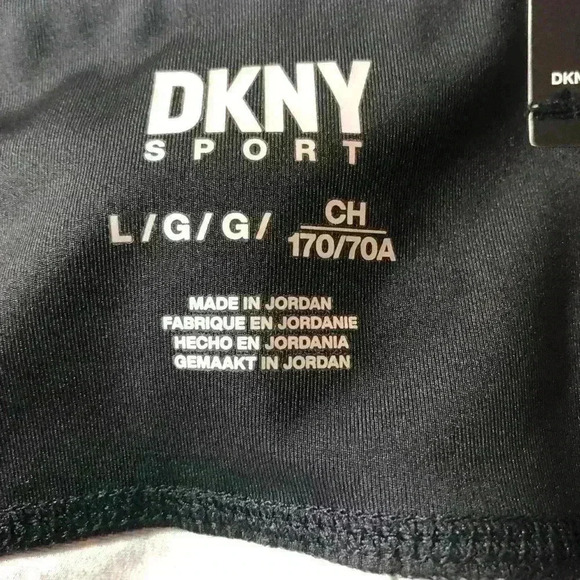 DKNY
SPORT
L/G/G/ CH
170/70A
MADE IN JORDAN
FABRIQUE EN JORDANIE
HECHO EN JORDANIA
GEMAAKT IN JORDAN